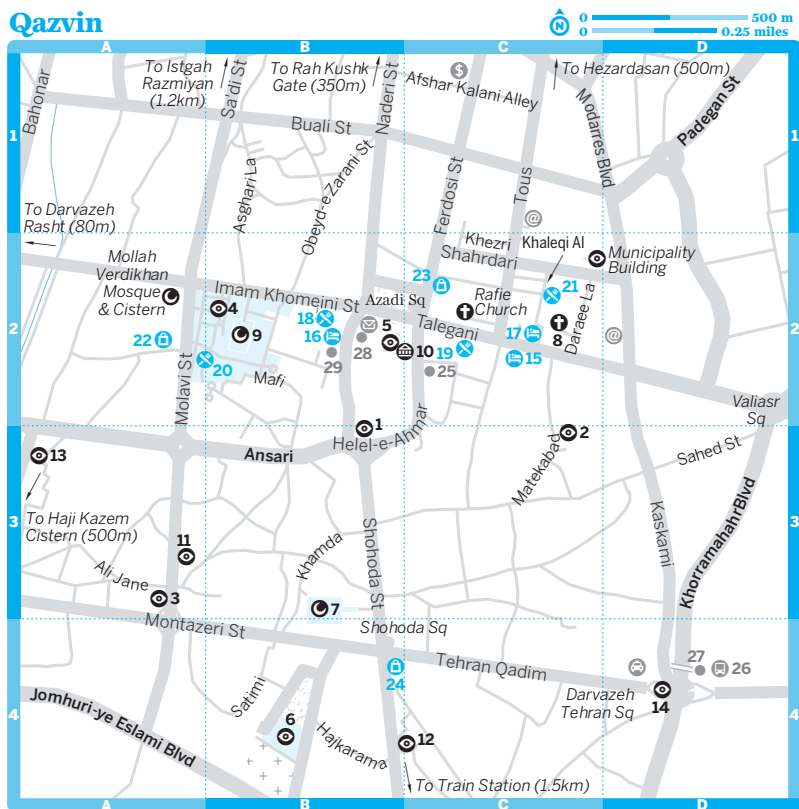 Qazvin
N
0 500 m
0 0.25 miles
A B C D
To Istgah
Razmiyan
(1.2km)
Sa'di St
To Rah Kushk
Gate (350m)
Naderi St
$
Afshar Kalani Alley
To Hezardasan (500m)
Modarres Blvd
Padegan St
Bahonar
1
1
Buali St
Asghari La
Obeyd-e Zarani St
Ferdosi St
Tous
@
To Darvazeh
Rasht (80m)
Khezri
Khaleqi Al
Shahrdari
Municipality
Building
Mollah
Verdikhan
Mosque
& Cistern
Imam Khomeini St
Azadi Sq
23
Rafie
Church
21
Daraee La
4
18
5
Talegani
17
8
@
2
2
22
9
16
28
10
19
15
20
29
25
Mafi
Molavi St
Valiasr
Sq
1
Helel-e-Ahmar
2
13
Ansari
Matekabad
Sahed St
To Haji Kazem
Cistern (500m)
3
3
Kaskami
KhorramahahrBlvd
Shohoda St
11
Khamda
Ali Jane
3
7
Montazeri St
Shohoda Sq
Tehran Qadim
24
27
26
Darvazeh
Tehran Sq
14
Satimi
4
4
Jomhuri-ye Eslami Blvd
6
Hajkarama
12
To Train Station (1.5km)
A B C D